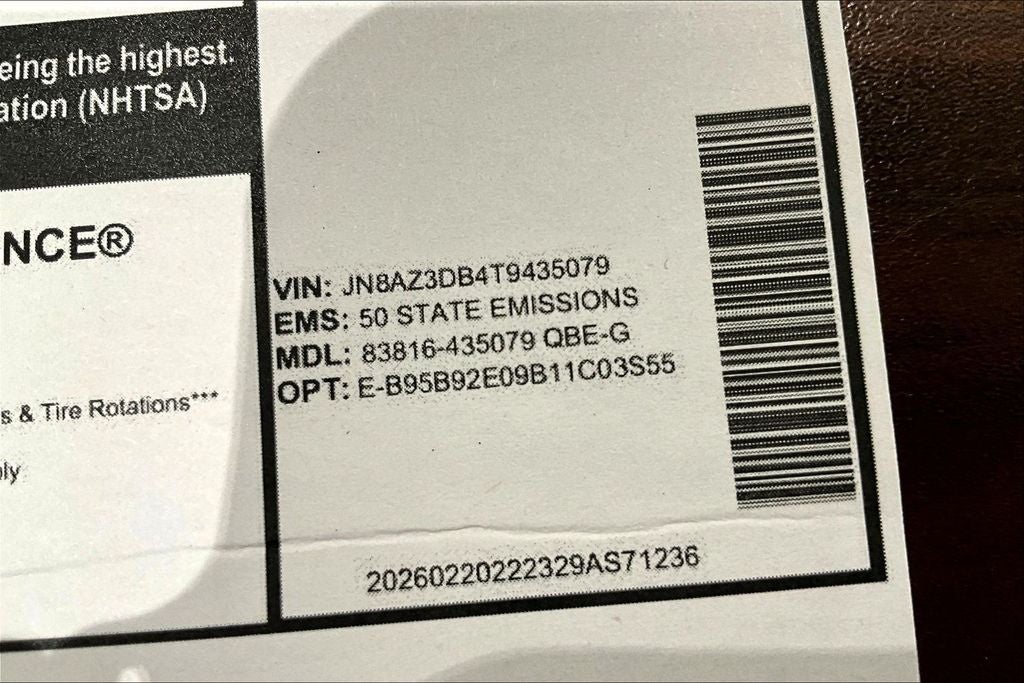 eing the highest.
ation (NHTSA)
NCE®
s & Tire Rotations***
ly
VIN: JN8AZ3DB4T9435079
EMS: 50 STATE EMISSIONS
MDL: 83816-435079 QBE-G
OPT: E-B95B92E09B11C03S55
20260220222329AS71236